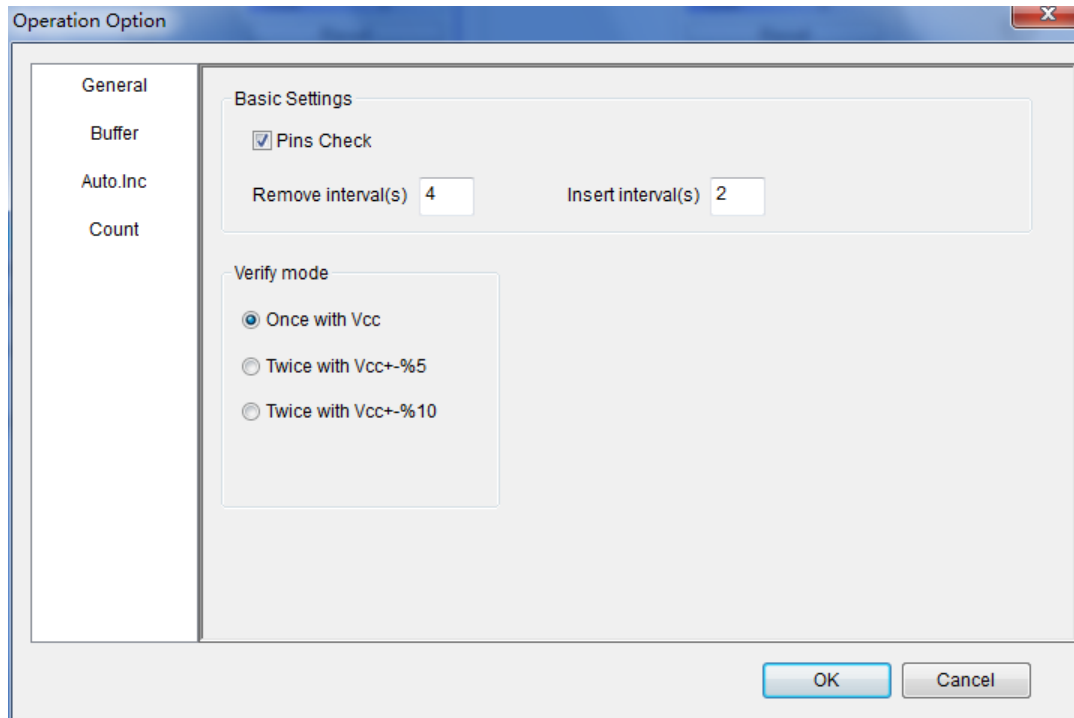 Operation Option
General
Buffer
Auto.Inc
Count
Basic Settings
Pins Check
Remove interval(s) 4 Insert interval(s) 2
Verify mode
Once with Vcc
Twice with Vcc+-%5
Twice with Vcc+-%10
OK Cancel